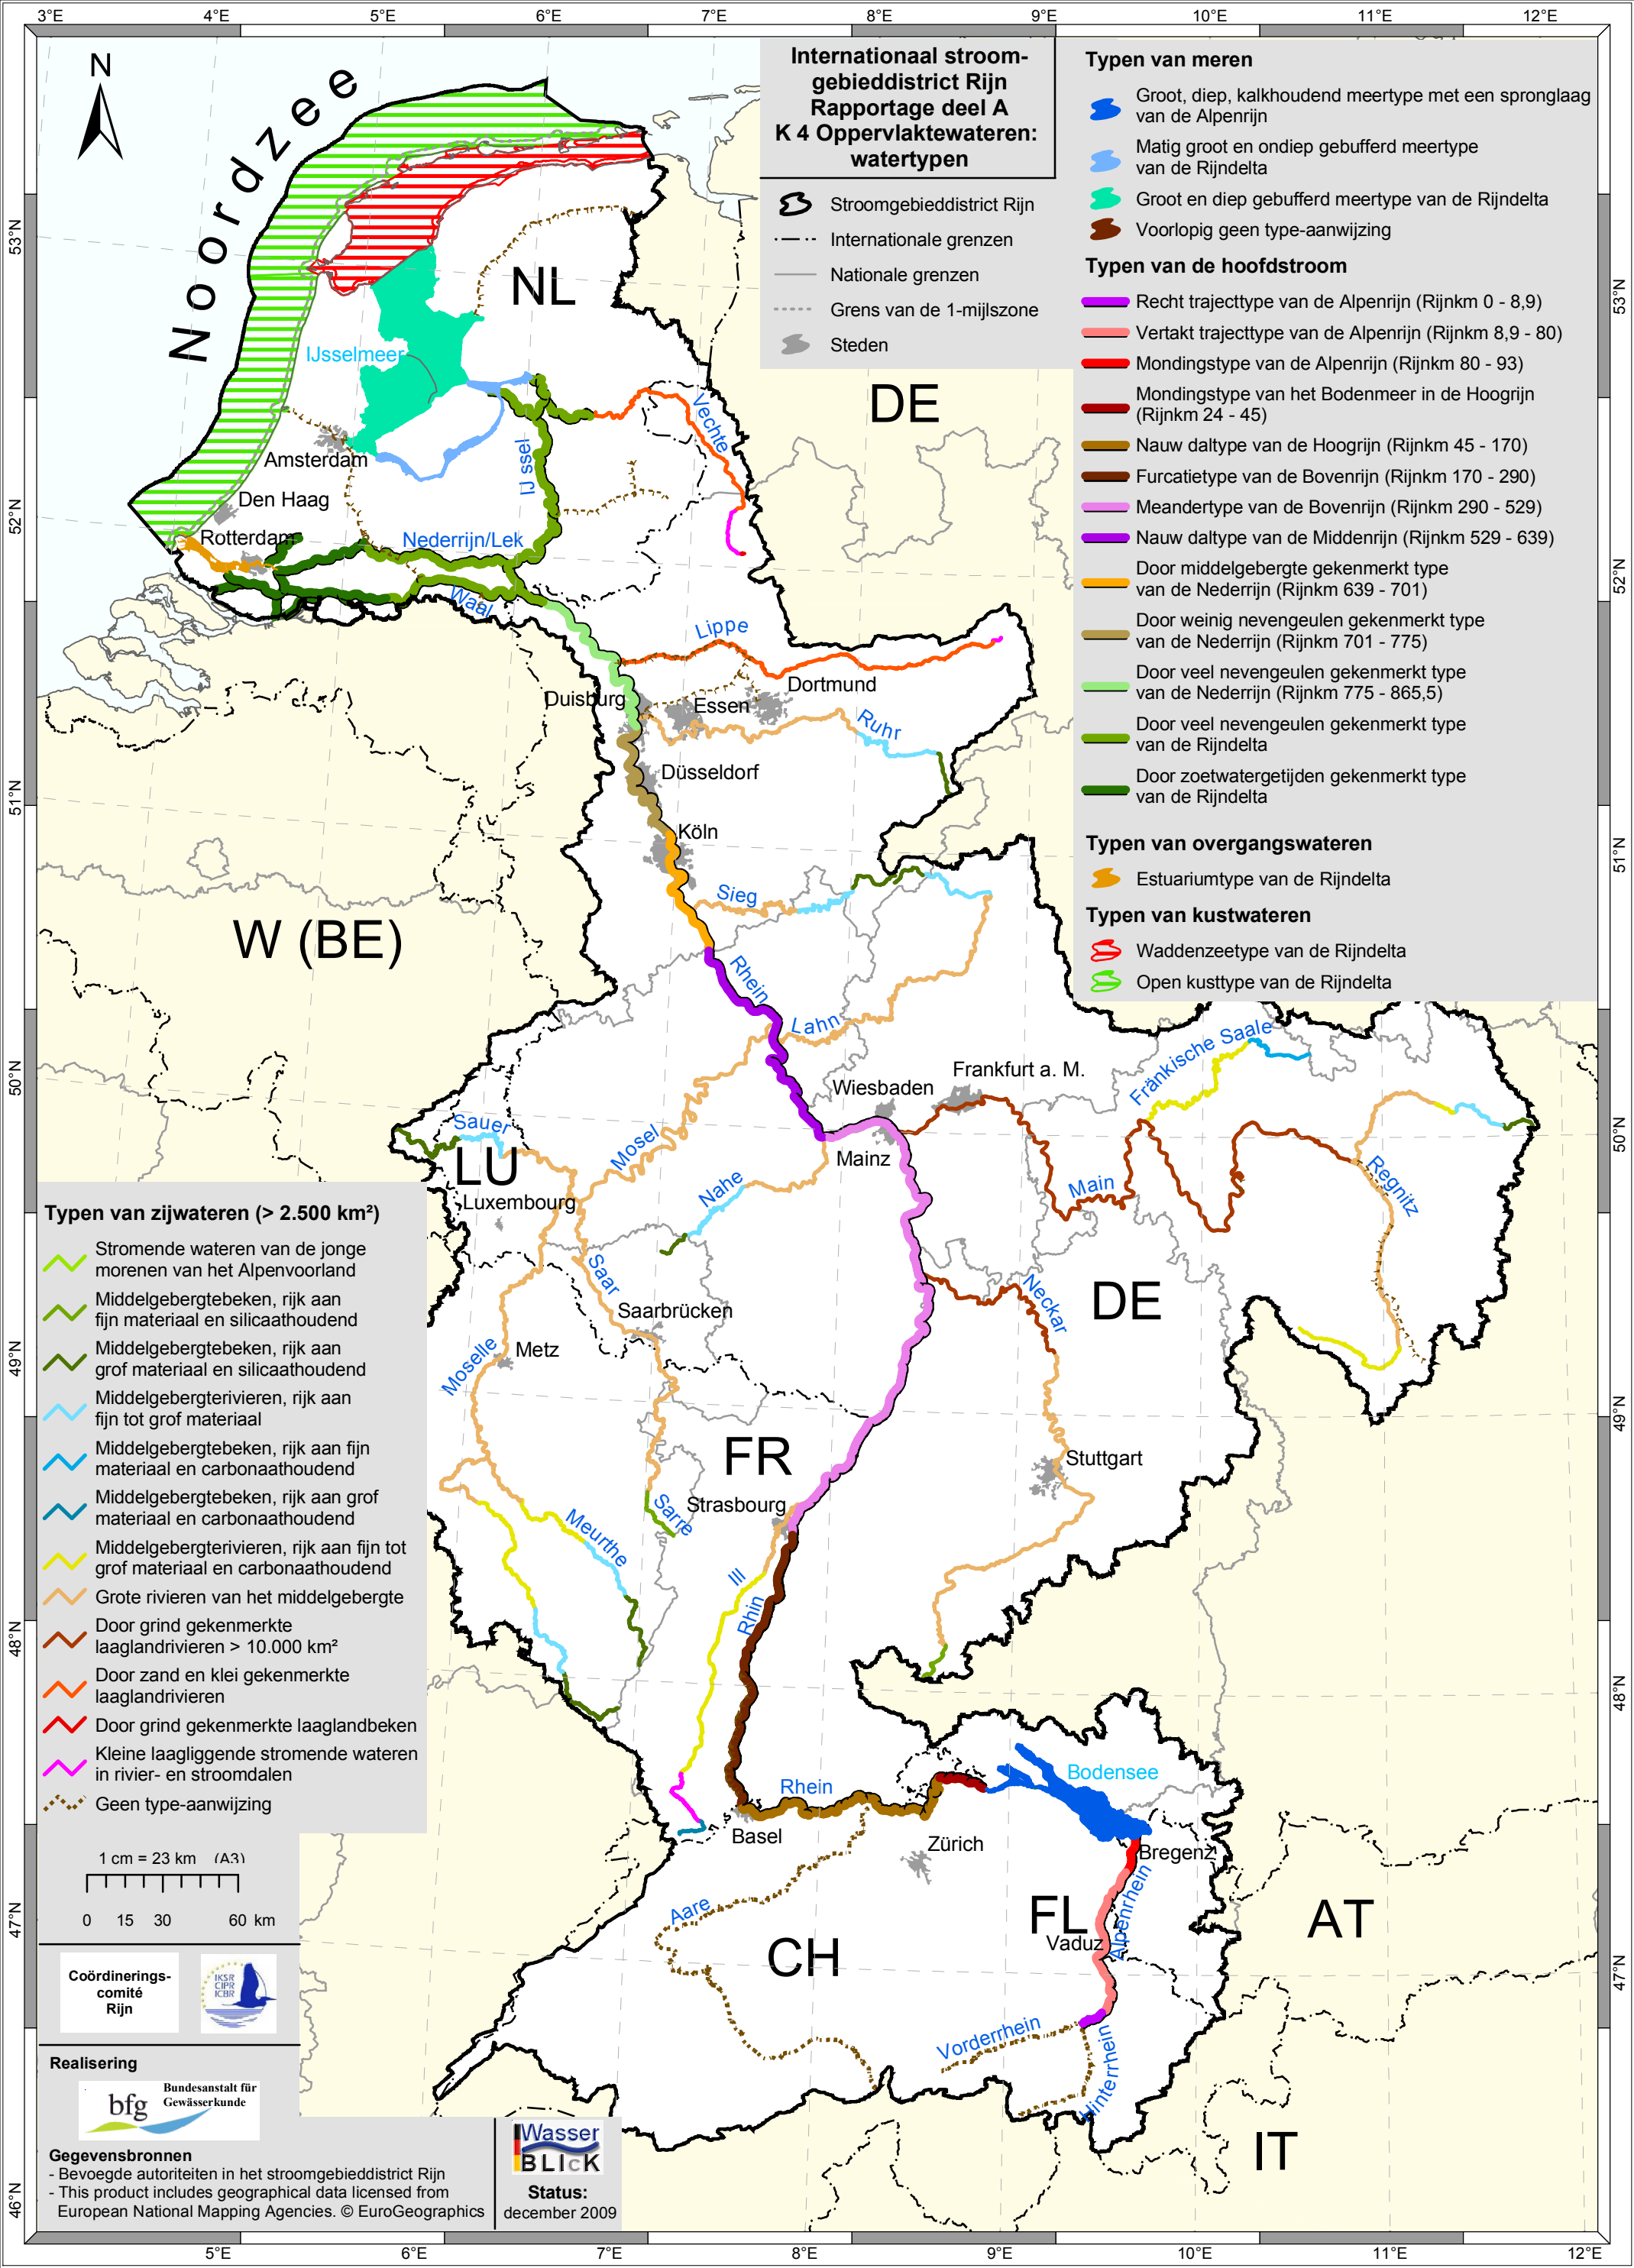 3°E 4°E 5°E 6°E 7°E 8°E 9°E 10°E 11°E 12°E
N
Noordzee
Internationaal stroom-
gebieddistrict Rijn
Rapportage deel A
K 4 Oppervlaktewateren:
watertypen
Stroomgebieddistrict Rijn
Internationale grenzen
Nationale grenzen
Grens van de 1-mijlszone
Steden
Typen van meren
Groot, diep, kalkhoudend meertype met een spronglaag
van de Alpenrijn
Matig groot en ondiep gebufferd meertype
van de Rijndelta
Groot en diep gebufferd meertype van de Rijndelta
Voorlopig geen type-aanwijzing
Typen van de hoofdstroom
Recht trajecttype van de Alpenrijn (Rijnkm 0 - 8,9)
Vertakt trajecttype van de Alpenrijn (Rijnkm 8,9 - 80)
Mondingstype van de Alpenrijn (Rijnkm 80 - 93)
Mondingstype van het Bodenmeer in de Hoogrijn
(Rijnkm 24 - 45)
Nauw daltype van de Hoogrijn (Rijnkm 45 - 170)
Furcatietype van de Bovenrijn (Rijnkm 170 - 290)
Meandertype van de Bovenrijn (Rijnkm 290 - 529)
Nauw daltype van de Middenrijn (Rijnkm 529 - 639)
Door middelgebergte gekenmerkt type
van de Nederrijn (Rijnkm 639 - 701)
Door weinig nevengeulen gekenmerkt type
van de Nederrijn (Rijnkm 701 - 775)
Door veel nevengeulen gekenmerkt type
van de Nederrijn (Rijnkm 775 - 865,5)
Door veel nevengeulen gekenmerkt type
van de Rijndelta
Door zoetwatergetijden gekenmerkt type
van de Rijndelta
Typen van overgangswateren
Estuariumtype van de Rijndelta
Typen van kustwateren
Waddenzeetype van de Rijndelta
Open kusttype van de Rijndelta
53°N
52°N
51°N
50°N
49°N
48°N
47°N
46°N
53°N
52°N
51°N
50°N
49°N
48°N
47°N
NL
IJsselmeer
DE
Vechte
Amsterdam
IJssel
Den Haag
Rotterdam
Nederrijn/Lek
Waal
Lippe
Duisburg
Essen
Dortmund
Ruhr
Düsseldorf
Köln
Sieg
W (BE)
Rhein
Lahn
Wiesbaden
Frankfurt a. M.
Fränkische Saale
Sauer
LU
Luxembourg
Mosel
Mainz
Nahe
Main
Regnitz
Saar
Saarbrücken
Neckar
DE
Moselle
Metz
FR
Stuttgart
Strasbourg
Sarre
Meurthe
Ill
Rhin
Rhein
Bodensee
Basel
Zürich
Bregenz
Alpenrhein
Aare
FL
Vaduz
AT
CH
Vorderrhein
Hinterrhein
IT
Typen van zijwateren (> 2.500 km²)
Stromende wateren van de jonge
morenen van het Alpenvoorland
Middelgebergtebeken, rijk aan
fijn materiaal en silicaathoudend
Middelgebergtebeken, rijk aan
grof materiaal en silicaathoudend
Middelgebergterivieren, rijk aan
fijn tot grof materiaal
Middelgebergtebeken, rijk aan fijn
materiaal en carbonaathoudend
Middelgebergtebeken, rijk aan grof
materiaal en carbonaathoudend
Middelgebergterivieren, rijk aan fijn tot
grof materiaal en carbonaathoudend
Grote rivieren van het middelgebergte
Door grind gekenmerkte
laaglandrivieren > 10.000 km²
Door zand en klei gekenmerkte
laaglandrivieren
Door grind gekenmerkte laaglandbeken
Kleine laagliggende stromende wateren
in rivier- en stroomdalen
Geen type-aanwijzing
1 cm = 23 km (A3)
0 15 30 60 km
Coördinerings-
comité
Rijn
IKSR
CIPR
ICBR
Realisering
bfg
Bundesanstalt für
Gewässerkunde
Gegevensbronnen
- Bevoegde autoriteiten in het stroomgebieddistrict Rijn
- This product includes geographical data licensed from
European National Mapping Agencies. © EuroGeographics
Wasser
BLIcK
Status:
december 2009
5°E 6°E 7°E 8°E 9°E 10°E 11°E 12°E